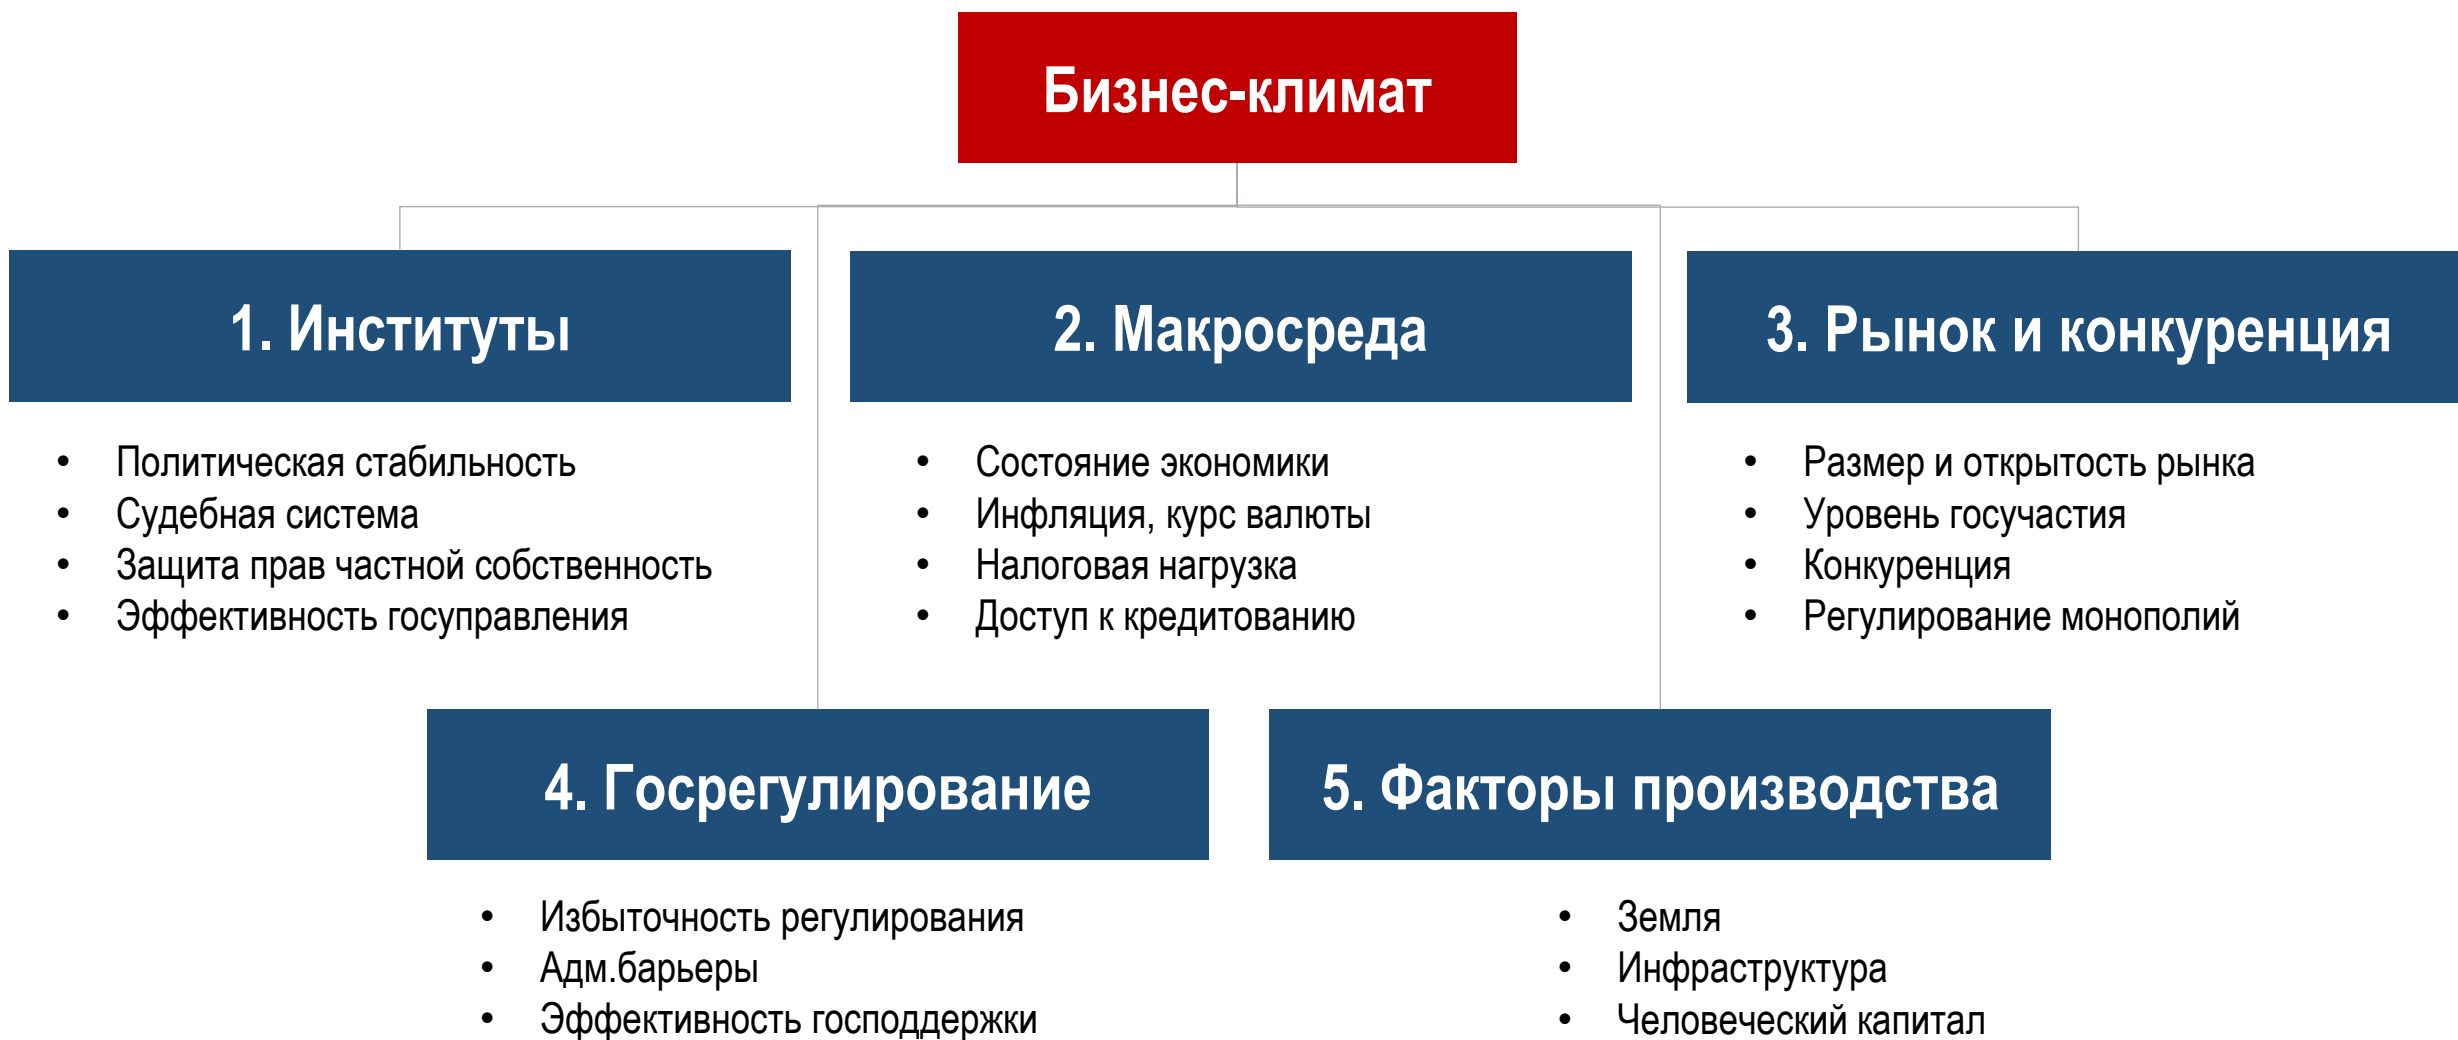 Бизнес-климат
1. Институты
• Политическая стабильность
• Судебная система
• Защита прав частной собственность
• Эффективность госуправления
2. Макросреда
• Состояние экономики
• Инфляция, курс валюты
• Налоговая нагрузка
• Доступ к кредитованию
3. Рынок и конкуренция
• Размер и открытость рынка
• Уровень госучастия
• Конкуренция
• Регулирование монополий
4. Госрегулирование
• Избыточность регулирования
• Адм.барьеры
• Эффективность господдержки
5. Факторы производства
• Земля
• Инфраструктура
• Человеческий капитал